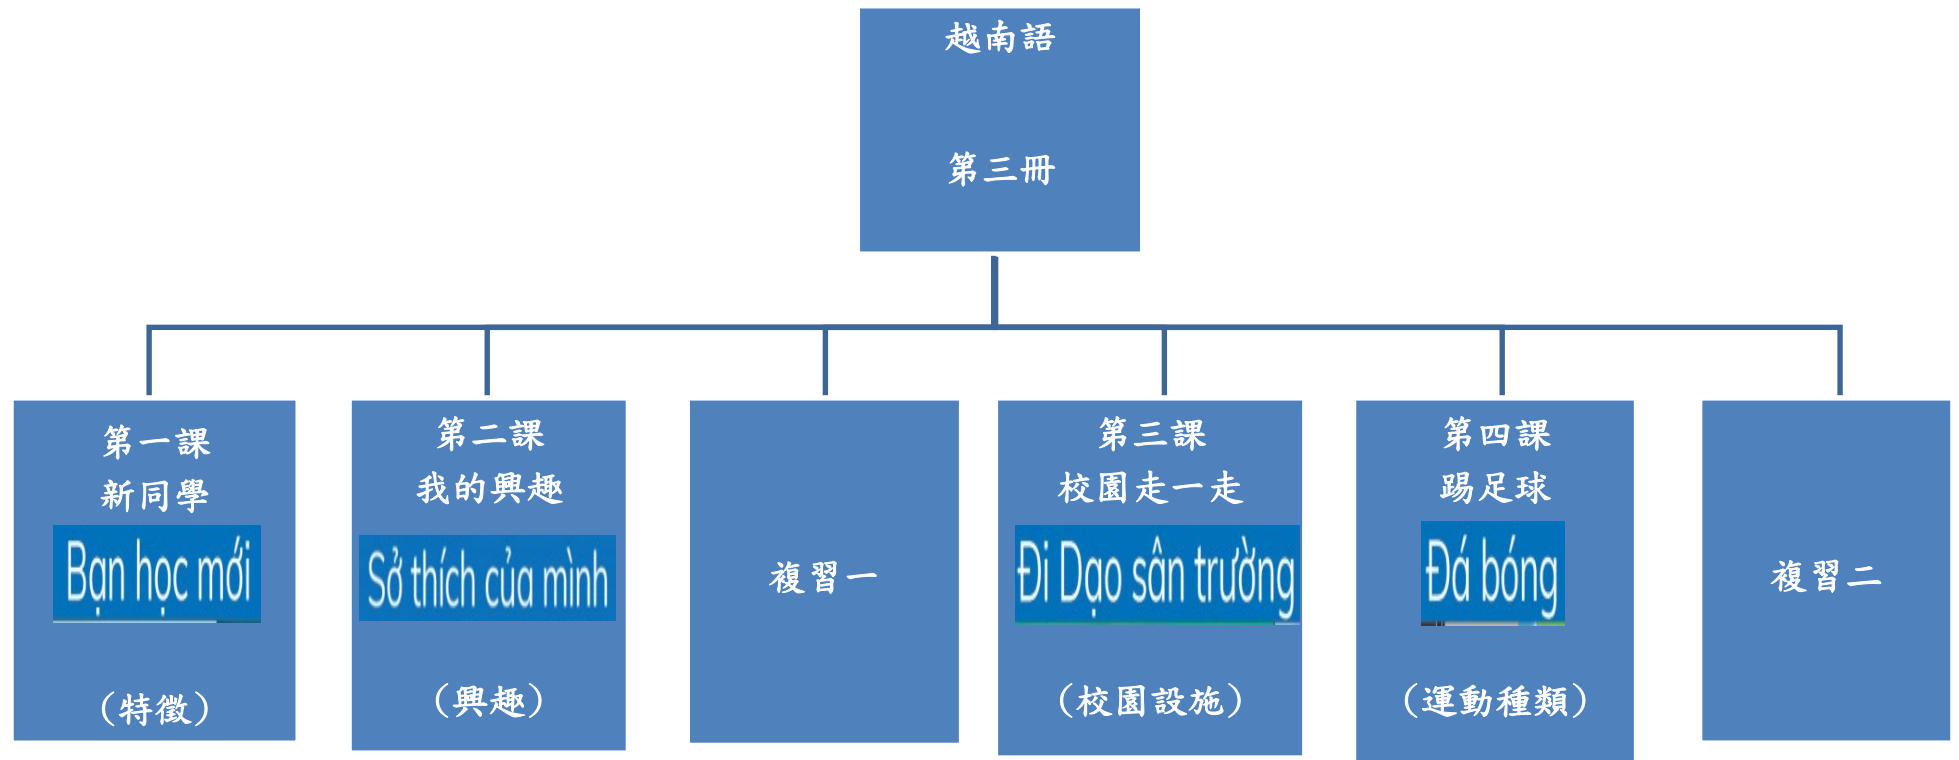 越南語
第三冊
第一課
新同學
Bạn học mới
（特徵）
第二課
我的興趣
Sở thích của mình
（興趣）
複習一
第三課
校園走一走
Đi Dạo sân trường
（校園設施）
第四課
踢足球
Đá bóng
（運動種類）
複習二